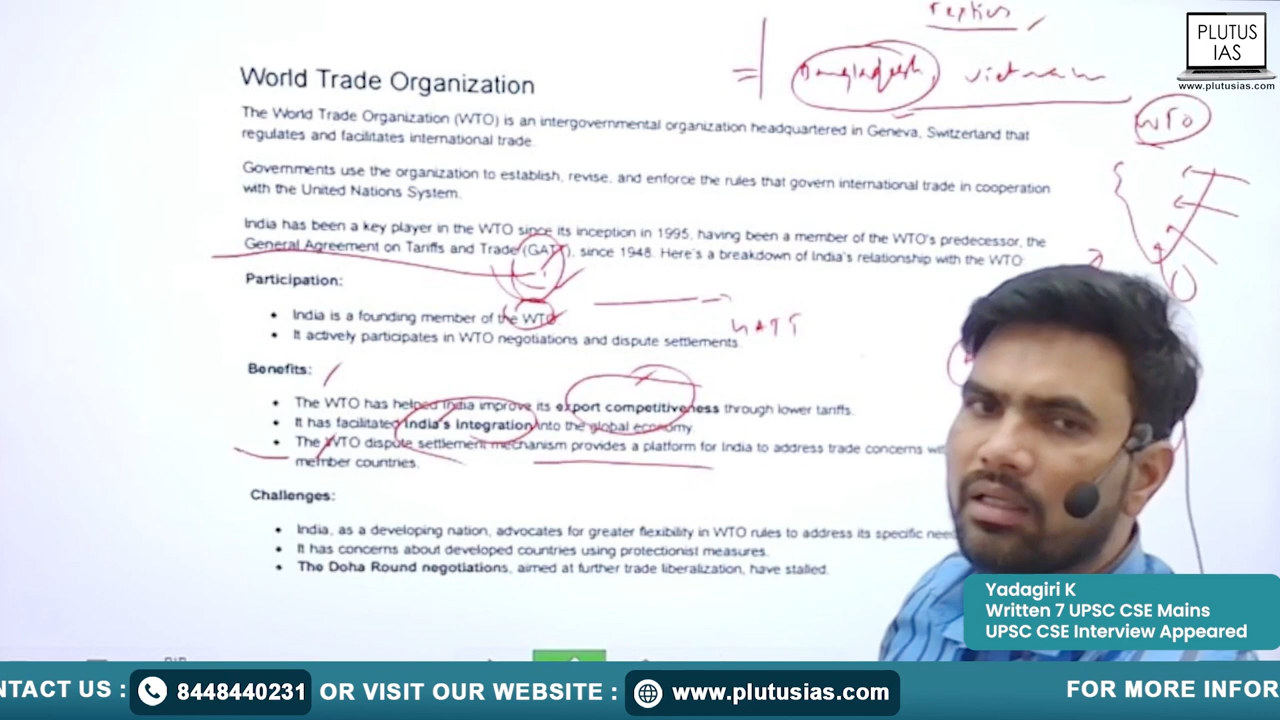 textiles
PLUTUS
IAS
www.plutusias.com
World Trade Organization
Bangladesh, Vietnam
WTO
The World Trade Organization (WTO) is an intergovernmental organization headquartered in Geneva, Switzerland that
regulates and facilitates international trade.
Governments use the organization to establish, revise, and enforce the rules that govern international trade in cooperation
with the United Nations System.
India has been a key player in the WTO since its inception in 1995, having been a member of the WTO's predecessor, the
General Agreement on Tariffs and Trade (GATT), since 1948. Here's a breakdown of India's relationship with the WTO:
Participation:
• India is a founding member of the WTO.
GATT
• It actively participates in WTO negotiations and dispute settlements.
Benefits:
• The WTO has helped India improve its export competitiveness through lower tariffs.
• It has facilitated India's integration into the global economy.
• The WTO dispute settlement mechanism provides a platform for India to address trade concerns
member countries.
Challenges:
• India, as a developing nation, advocates for greater flexibility in WTO rules to address its specific
• It has concerns about developed countries using protectionist measures.
• The Doha Round negotiations, aimed at further trade liberalization, have stalled.
Yadagiri K
Written 7 UPSC CSE Mains
UPSC CSE Interview Appeared
NTACT US : 8448440231 OR VISIT OUR WEBSITE : www.plutusias.com FOR MORE INFOR